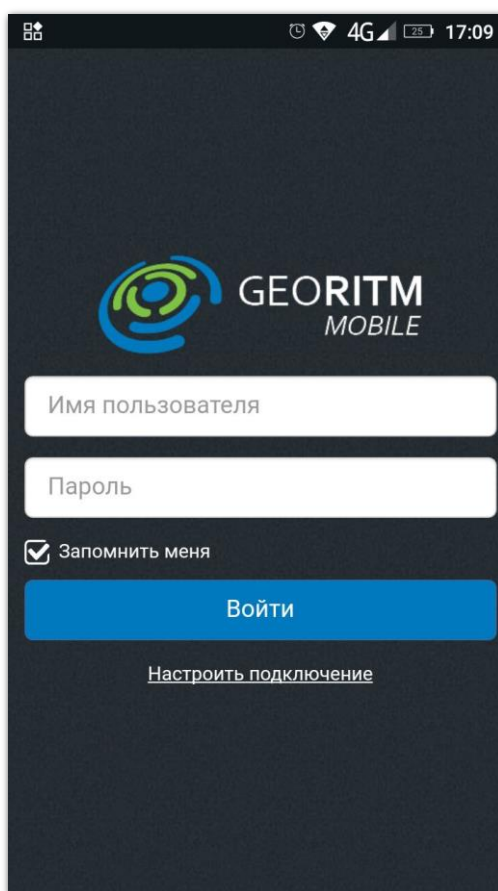 4G 25 17:09
GEORITM
MOBILE
Имя пользователя
Пароль
Запомнить меня
Войти
Настроить подключение